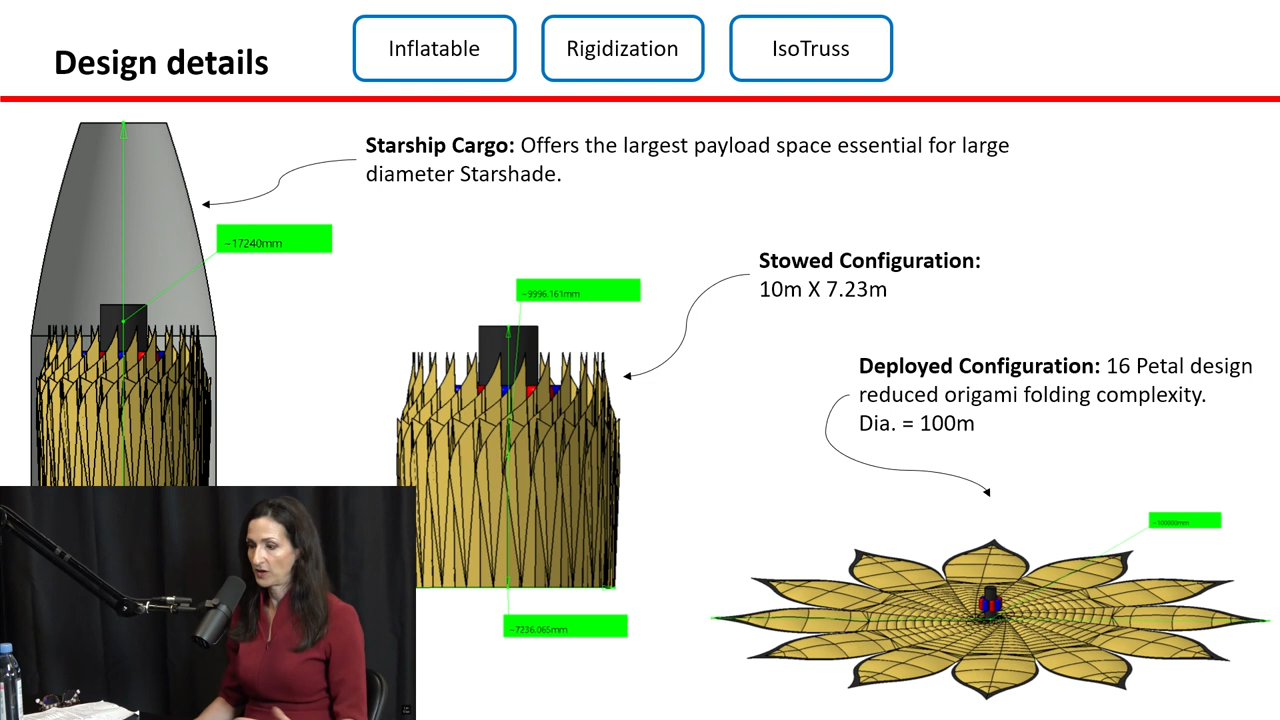 Design details
Inflatable
Rigidization
IsoTruss
Starship Cargo: Offers the largest payload space essential for large
diameter Starshade.
~17240mm
Stowed Configuration:
10m X 7.23m
~9996.161mm
Deployed Configuration: 16 Petal design
reduced origami folding complexity.
Dia. = 100m
~100000mm
~7236.065mm